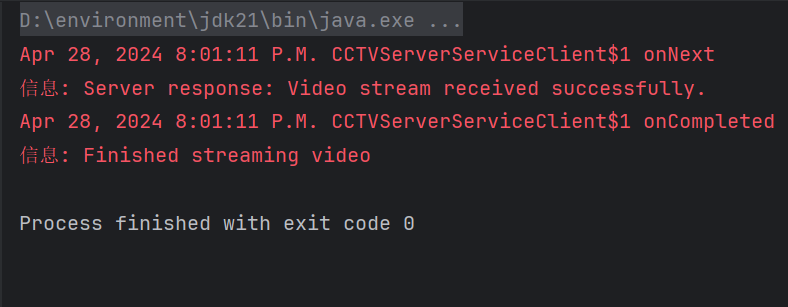 D:\environment\jdk21\bin\java.exe ...
Apr 28, 2024 8:01:11 P.M. CCTVServerServiceClient$1 onNext
信息: Server response: Video stream received successfully.
Apr 28, 2024 8:01:11 P.M. CCTVServerServiceClient$1 onCompleted
信息: Finished streaming video
Process finished with exit code 0